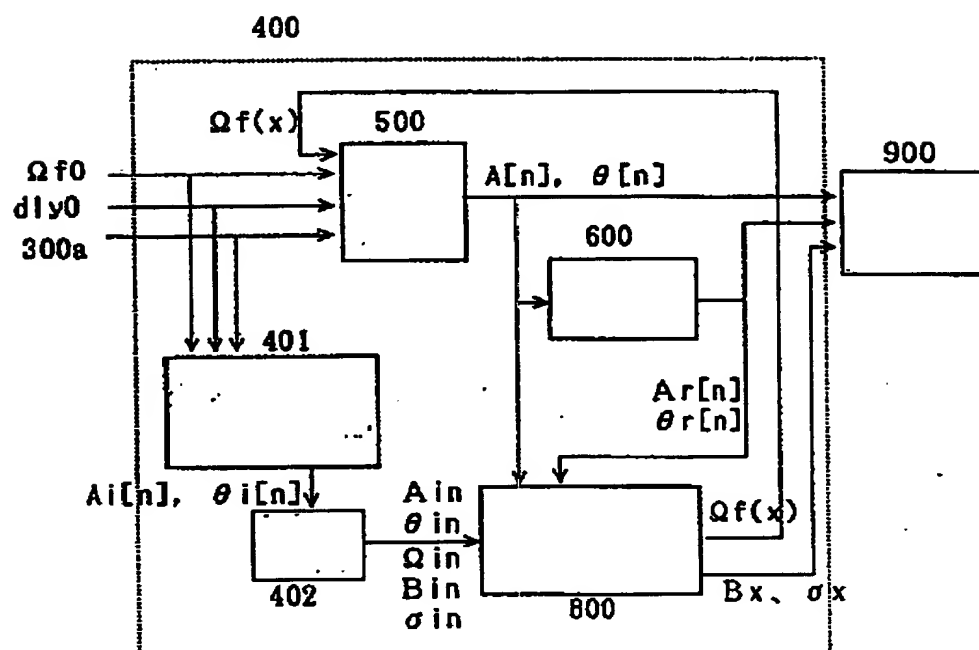 400
Ωf(x)
500
900
Ωf0
dly0
300a
A[n], θ[n]
600
401
Ar[n]
θr[n]
Ai[n], θi[n]
Ain
θin
Ωin
Bin
σin
Ωf(x)
402
800
Bx、σx